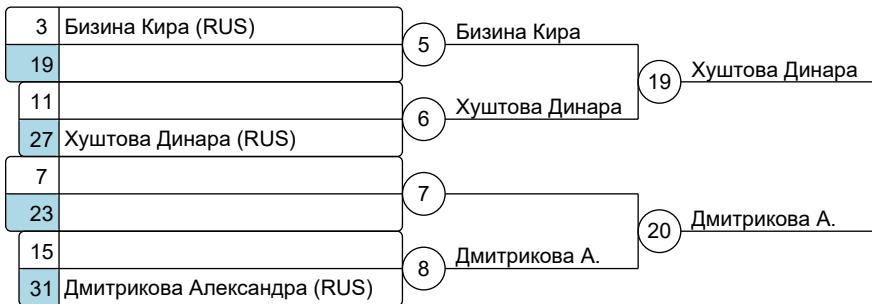 3 Бизина Кира (RUS)
5 Бизина Кира
19
19 Хуштова Динара
11
6 Хуштова Динара
27 Хуштова Динара (RUS)
7
7
23
20 Дмитрикова А.
15
8 Дмитрикова А.
31 Дмитрикова Александра (RUS)